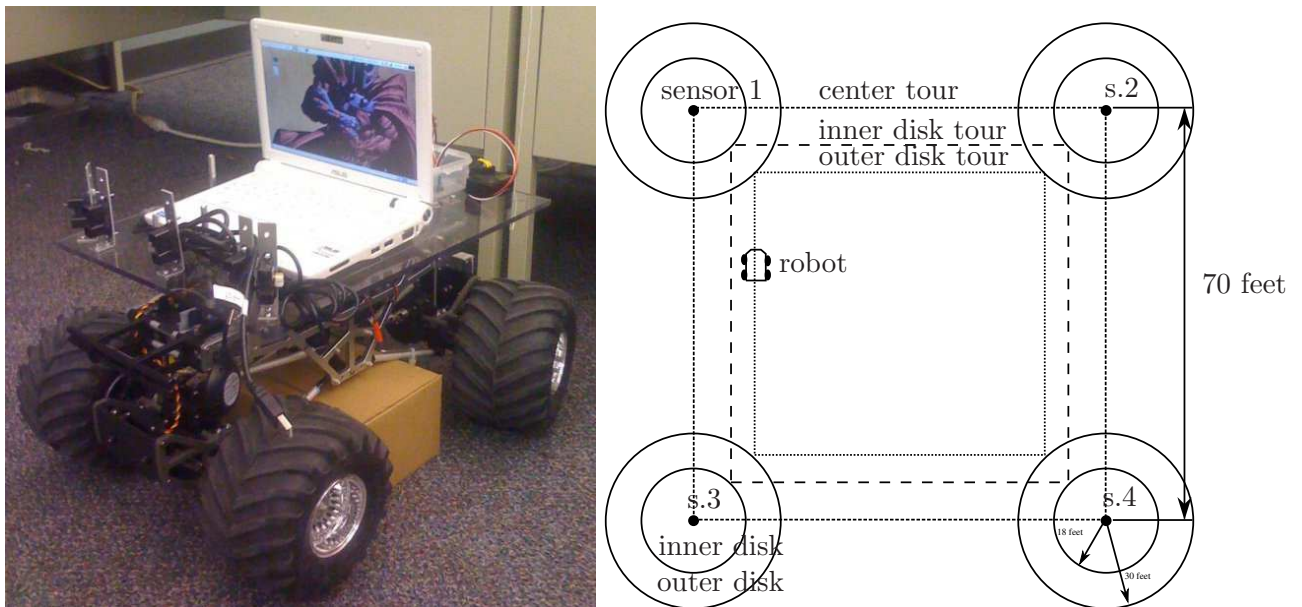 ASUS
sensor 1
center tour
s.2
inner disk tour
outer disk tour
robot
70 feet
s.3
s.4
18 feet
inner disk
30 feet
outer disk